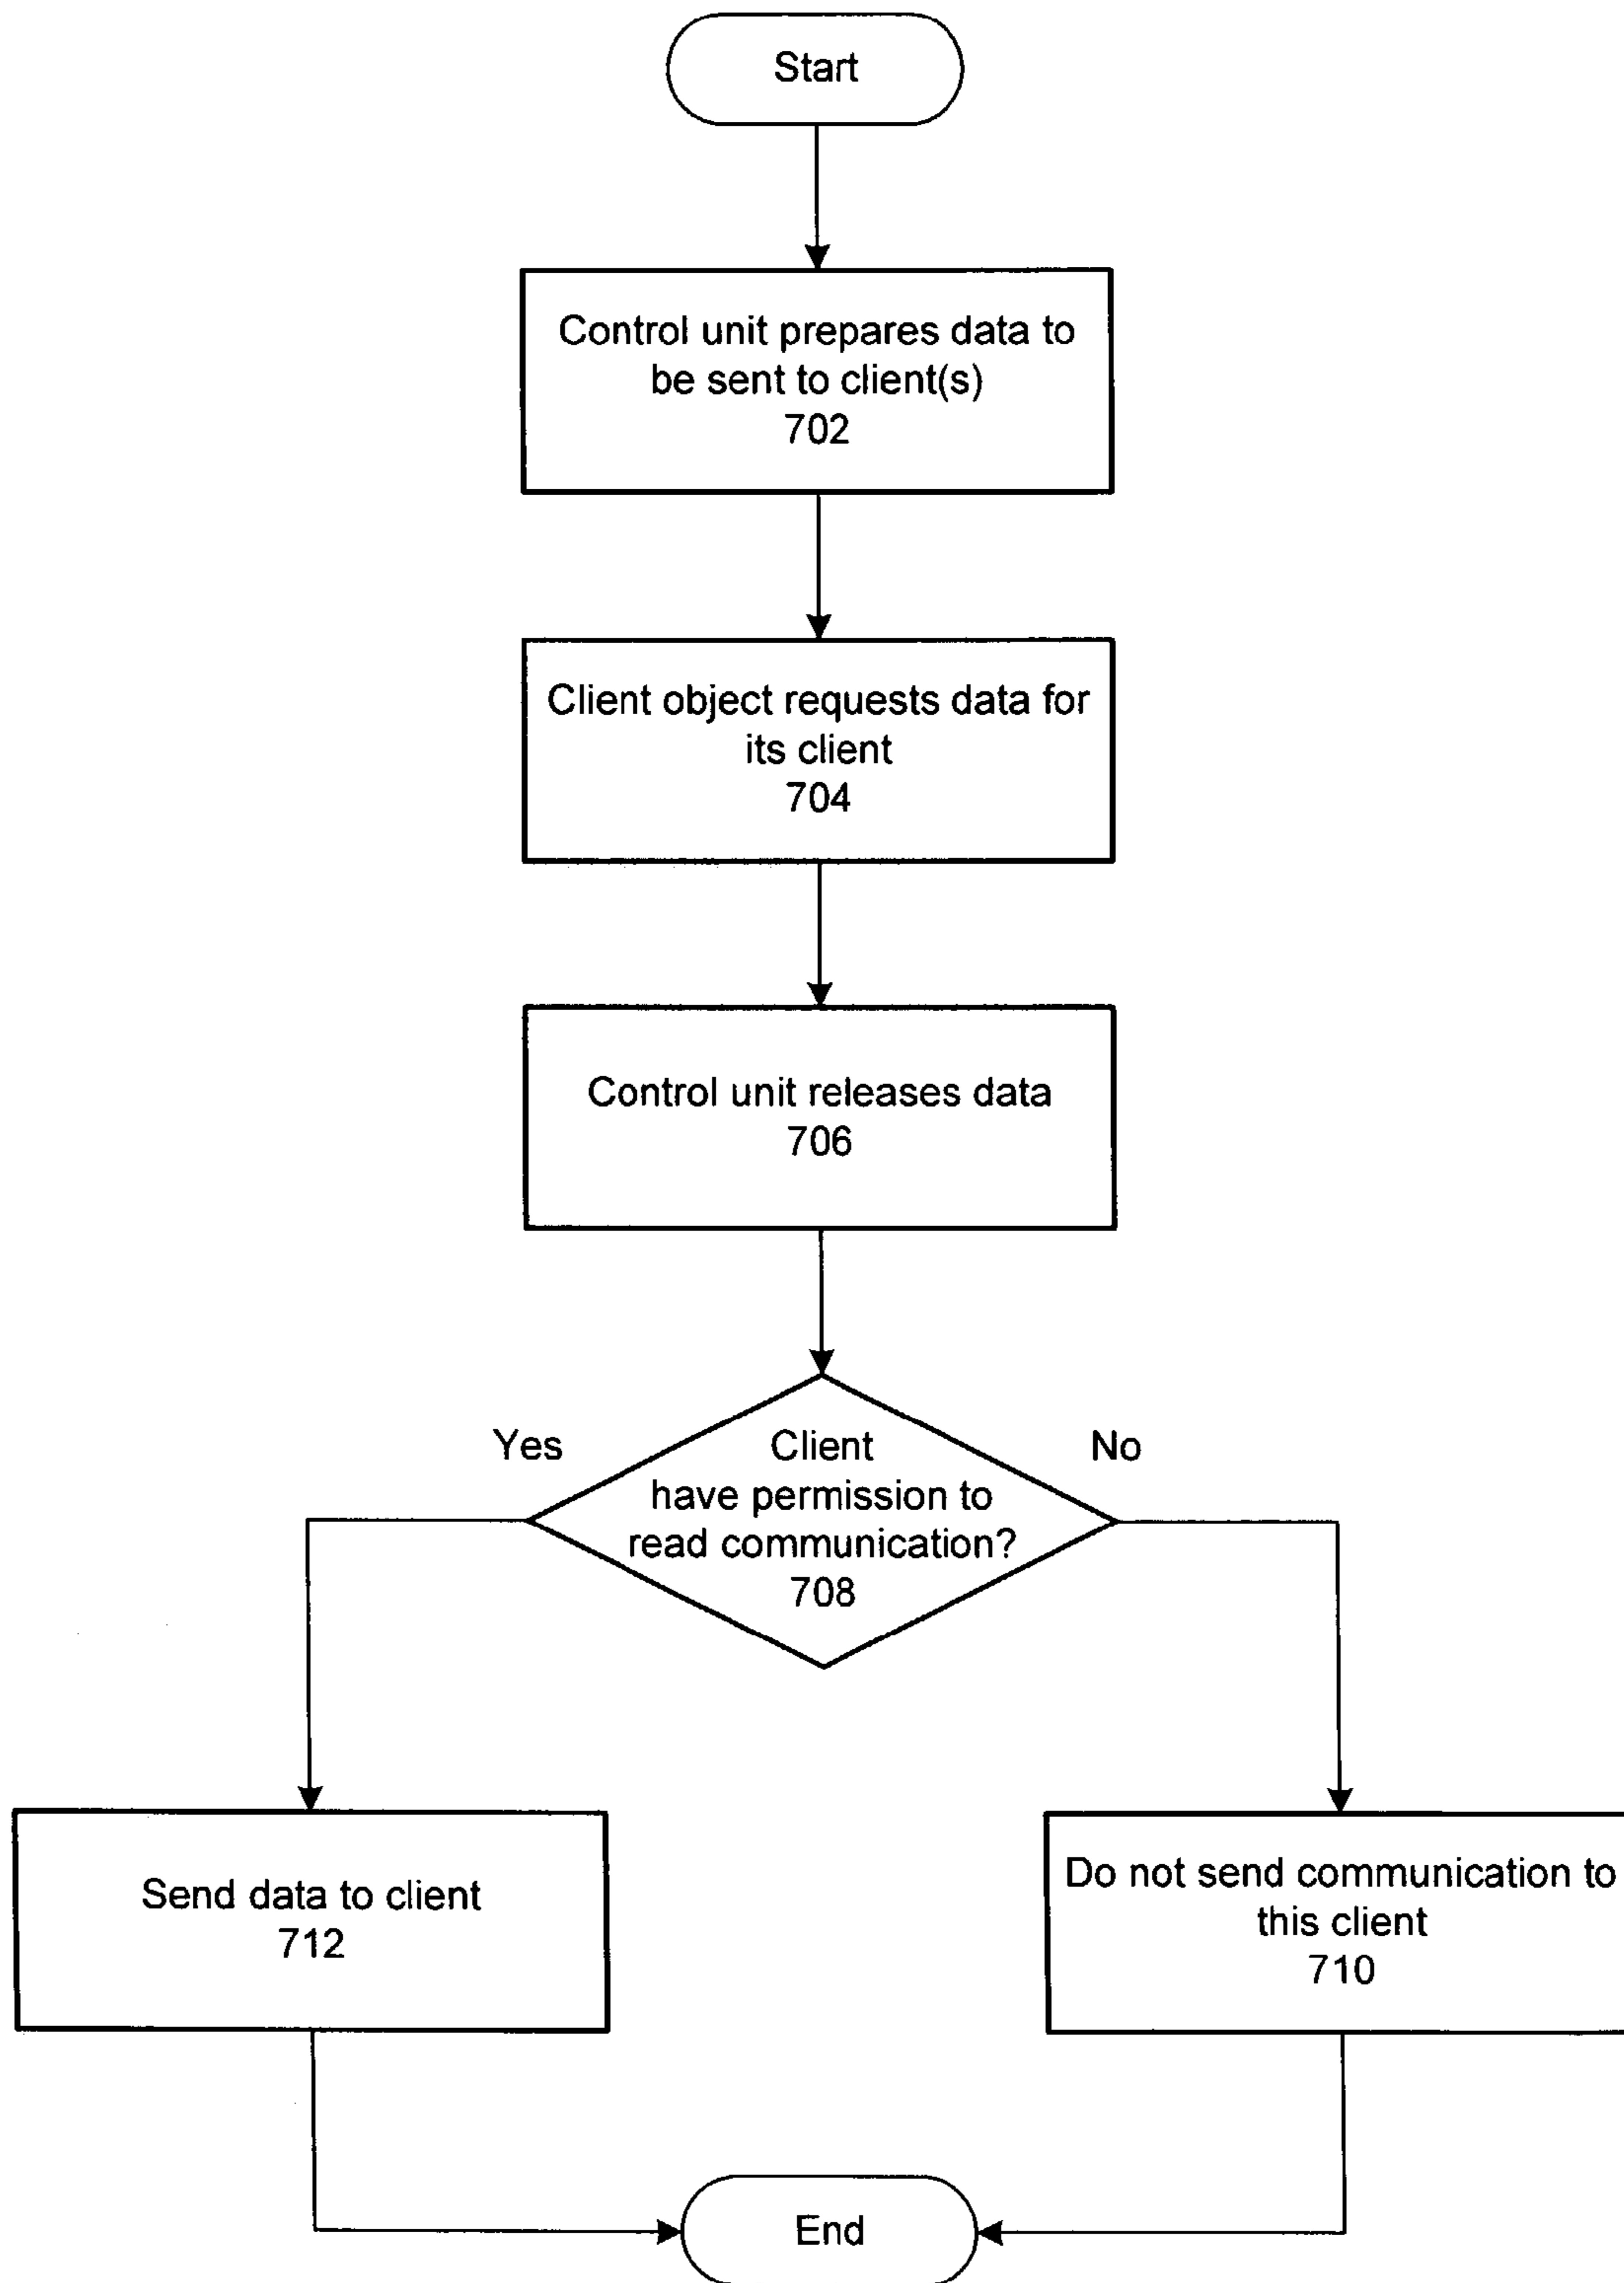 Start
Control unit prepares data to
be sent to client(s)
702
Client object requests data for
its client
704
Control unit releases data
706
Yes
Client
have permission to
read communication?
708
No
Send data to client
712
Do not send communication to
this client
710
End